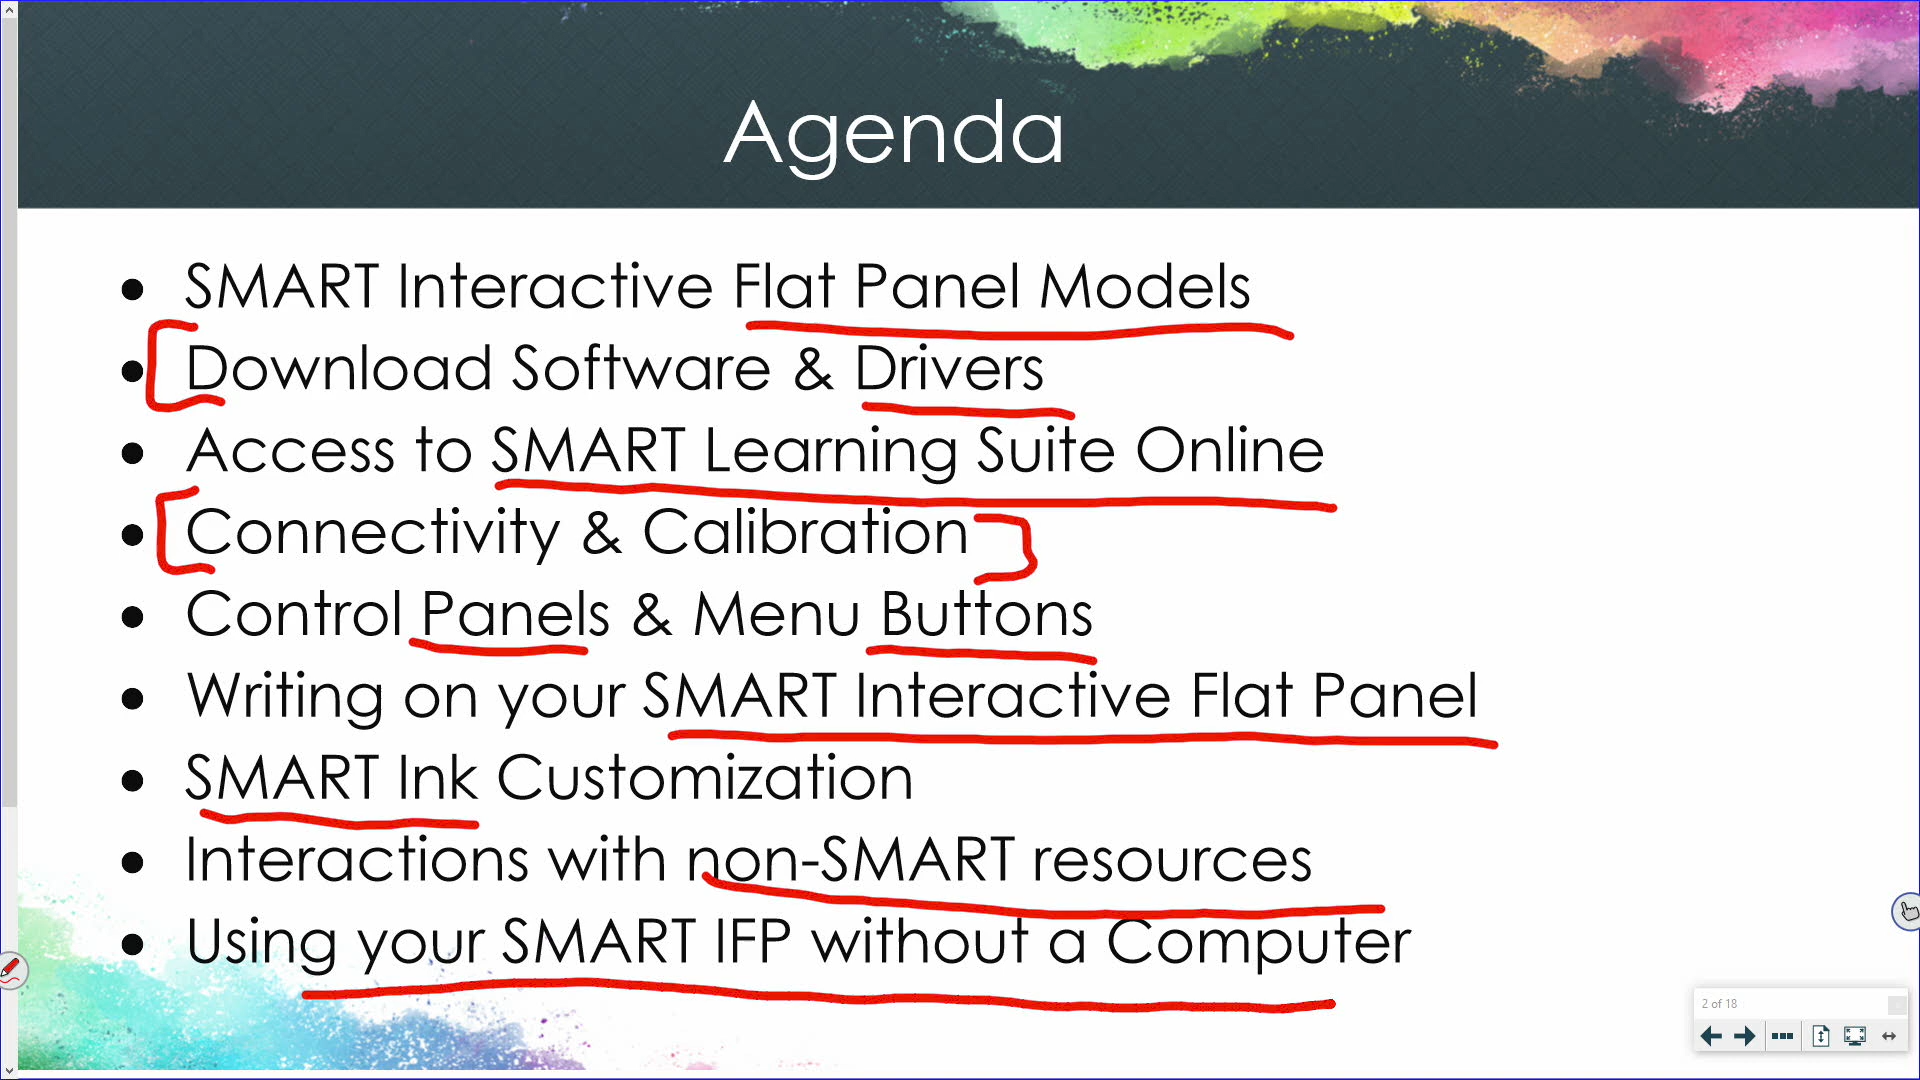 Agenda
• SMART Interactive Flat Panel Models
• Download Software & Drivers
• Access to SMART Learning Suite Online
• Connectivity & Calibration
• Control Panels & Menu Buttons
• Writing on your SMART Interactive Flat Panel
• SMART Ink Customization
• Interactions with non-SMART resources
• Using your SMART IFP without a Computer
2 of 18